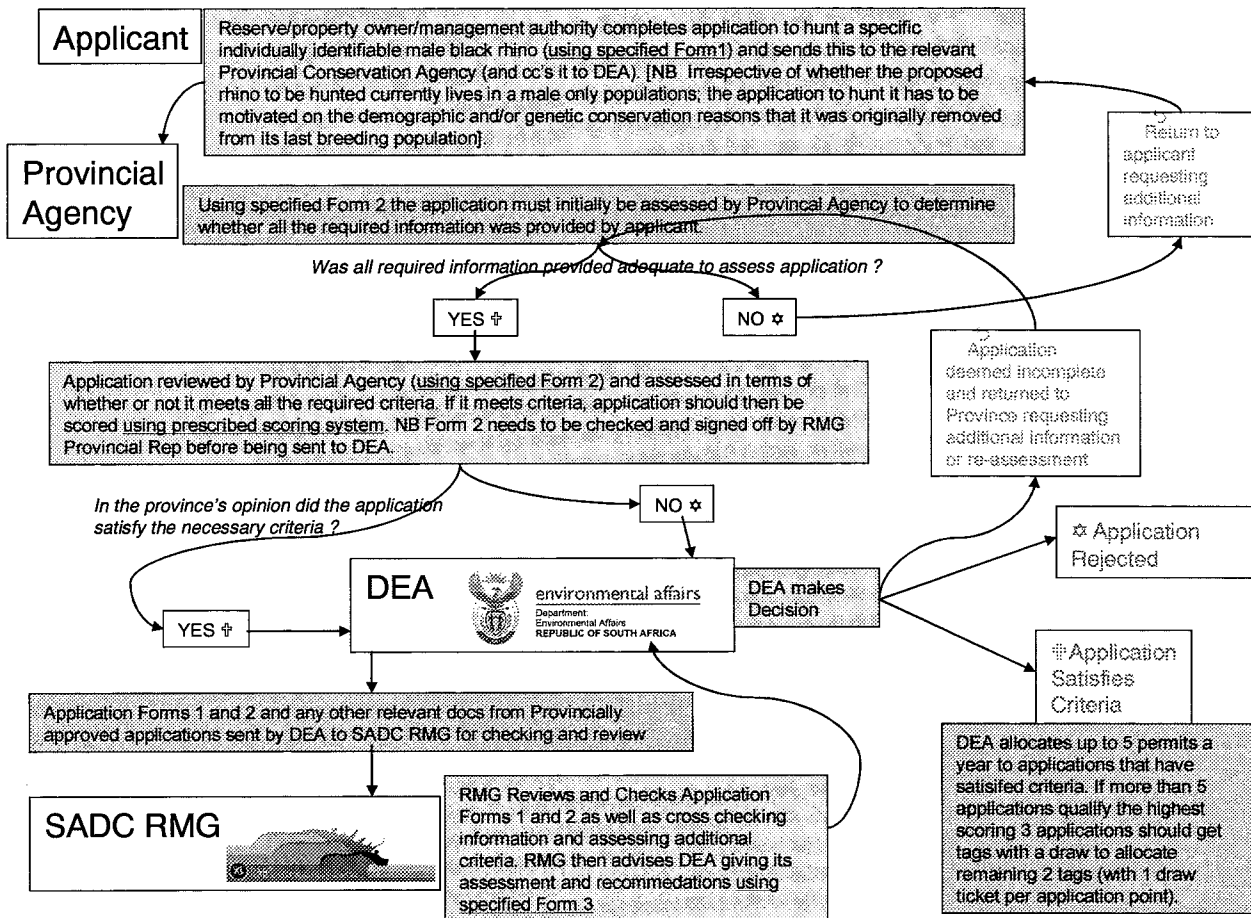 Applicant
Reserve/property owner/management authority completes application to hunt a specific
individually identifiable male black rhino (using specified Form1) and sends this to the relevant
Provincial Conservation Agency (and cc's it to DEA). [NB Irrespective of whether the proposed
rhino to be hunted currently lives in a male only populations; the application to hunt it has to be
motivated on the demographic and/or genetic conservation reasons that it was originally removed
from its last breeding population].
Return to
applicant
requesting
additional
information
Provincial
Agency
Using specified Form 2 the application must initially be assessed by Provincal Agency to determine
whether all the required information was provided by applicant.
Was all required information provided adequate to assess application ?
YES ✞
NO ✡
Application
deemed incomplete
and returned to
Province requesting
additional information
or re-assessment
Application reviewed by Provincial Agency (using specified Form 2) and assessed in terms of
whether or not it meets all the required criteria. If it meets criteria, application should then be
scored using prescribed scoring system. NB Form 2 needs to be checked and signed off by RMG
Provincial Rep before being sent to DEA.
In the province's opinion did the application
satisfy the necessary criteria ?
NO ✡
YES ✞
DEA
environmental affairs
Department:
Environmental Affairs
REPUBLIC OF SOUTH AFRICA
DEA makes
Decision
✡ Application
Rejected
✞ Application
Satisfies
Criteria
Application Forms 1 and 2 and any other relevant docs from Provincially
approved applications sent by DEA to SADC RMG for checking and review
SADC RMG
RMG Reviews and Checks Application
Forms 1 and 2 as well as cross checking
information and assessing additional
criteria. RMG then advises DEA giving its
assessment and recommedations using
specified Form 3
DEA allocates up to 5 permits a
year to applications that have
satisifed criteria. If more than 5
applications qualify the highest
scoring 3 applications should get
tags with a draw to allocate
remaining 2 tags (with 1 draw
ticket per application point).